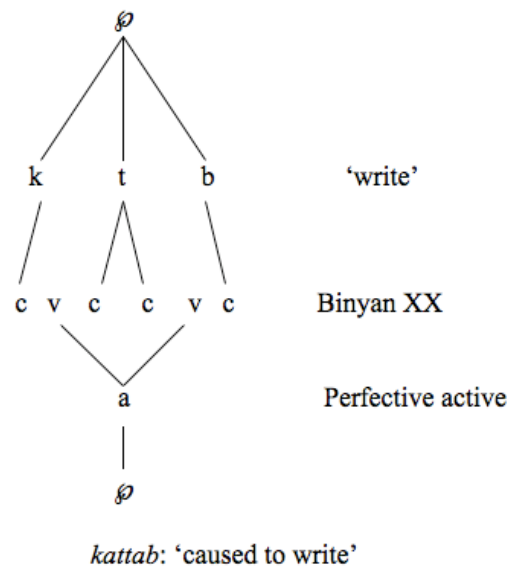 ℘
k t b ‘write’
c v c c v c Binyan XX
a Perfective active
℘
kattab: ‘caused to write’